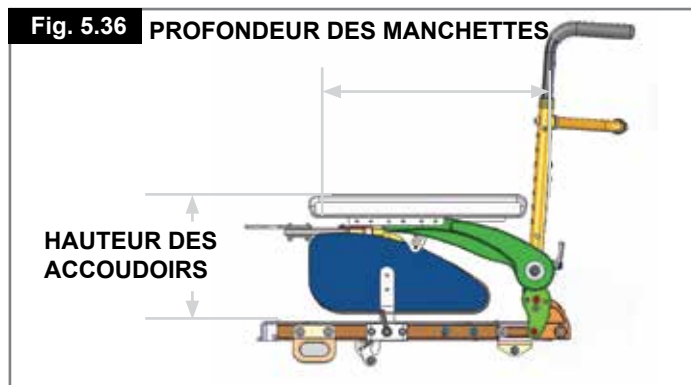 Fig. 5.36
PROFONDEUR DES MANCHETTES
HAUTEUR DES
ACCOUDOIRS